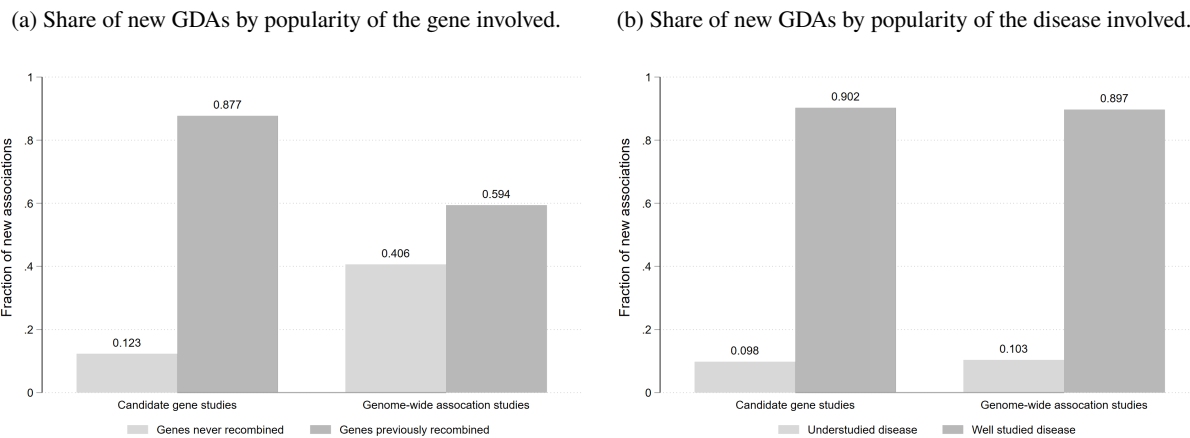 (a) Share of new GDAs by popularity of the gene involved.
Fraction of new associations
1
.8
.6
.4
.2
0
0.123
0.877
0.406
0.594
Candidate gene studies
Genome-wide assocation studies
Genes never recombined
Genes previously recombined
(b) Share of new GDAs by popularity of the disease involved.
Fraction of new associations
1
.8
.6
.4
.2
0
0.098
0.902
0.103
0.897
Candidate gene studies
Genome-wide assocation studies
Understudied disease
Well studied disease